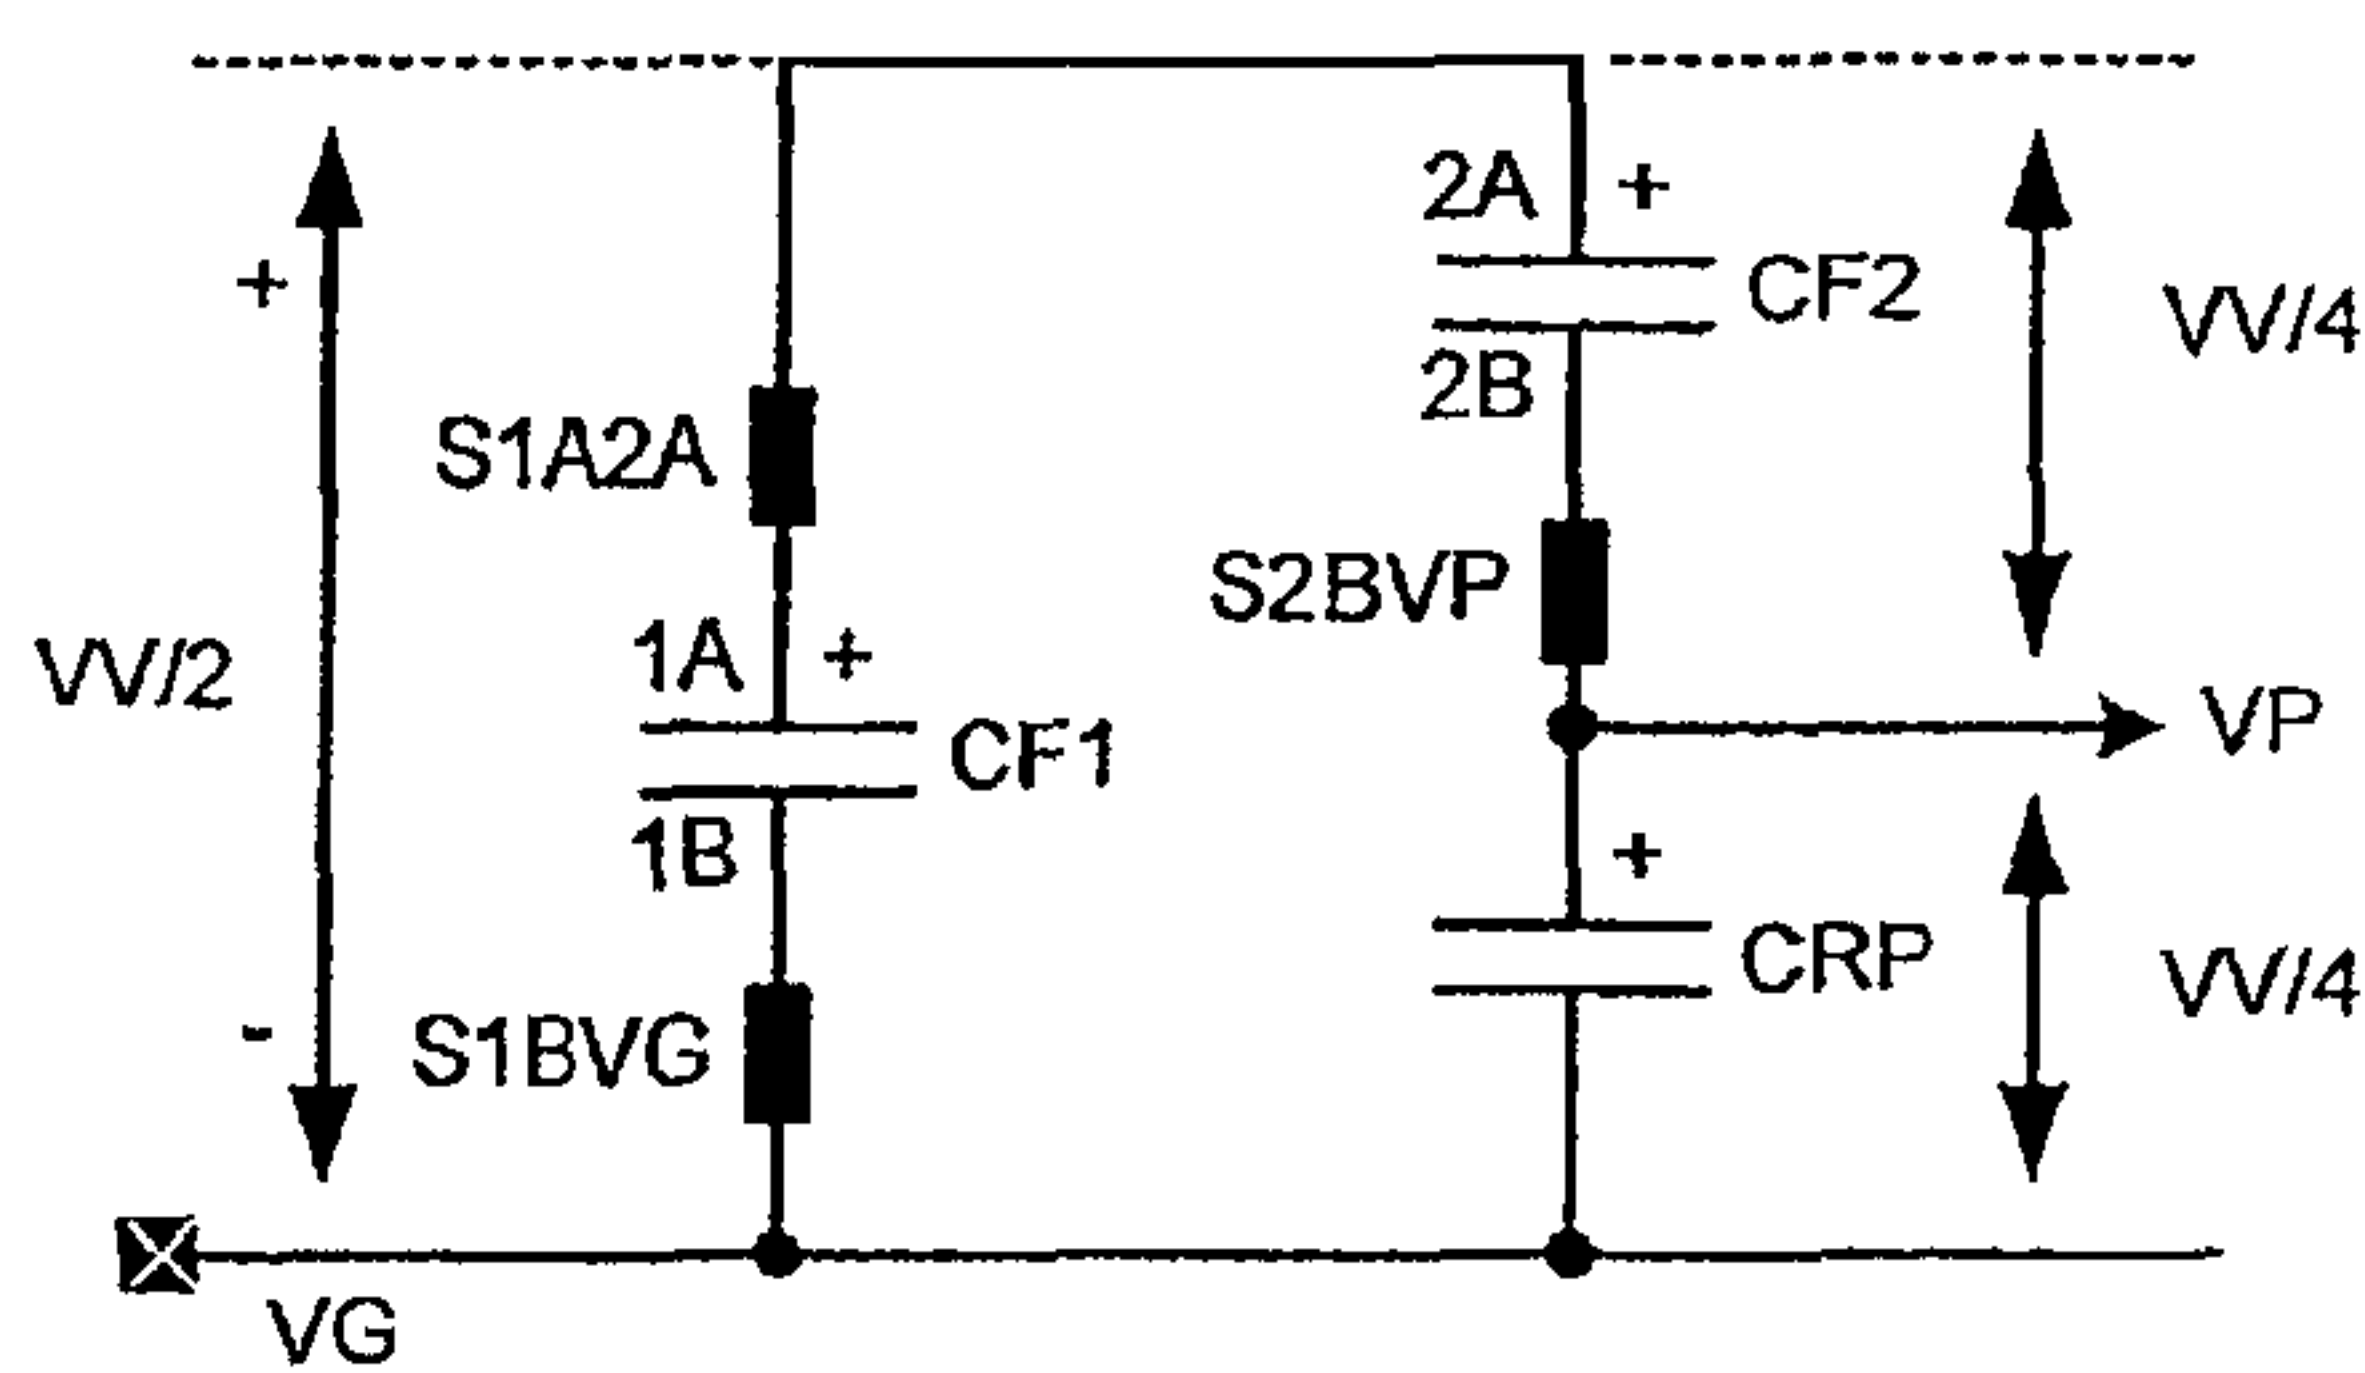 2A +
+
CF2
VV/4
2B
S1A2A
S2BVP
1A +
VV/2
VP
CF1
1B
+
CRP
VV/4
-
S1BVG
VG